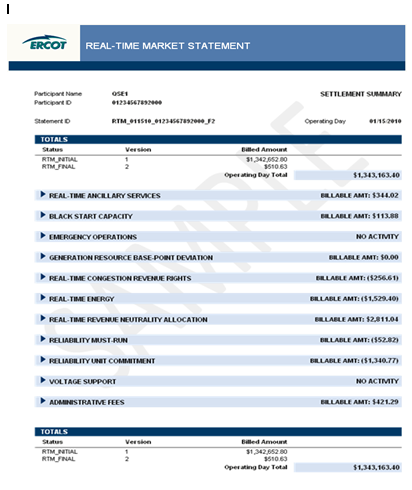 ERCOT REAL-TIME MARKET STATEMENT
Participant Name QSE1 SETTLEMENT SUMMARY
Participant ID 01234567892000
Statement ID RTM_011510_01234567892000_F2 Operating Day 01/15/2010
TOTALS
Status Version Billed Amount
RTM_INITIAL 1 $1,342,652.80
RTM_FINAL 2 $510.63
Operating Day Total $1,343,163.40
REAL-TIME ANCILLARY SERVICES BILLABLE AMT: $344.02
BLACK START CAPACITY BILLABLE AMT: $113.88
EMERGENCY OPERATIONS NO ACTIVITY
GENERATION RESOURCE BASE-POINT DEVIATION BILLABLE AMT: $0.00
REAL-TIME CONGESTION REVENUE RIGHTS BILLABLE AMT: ($256.61)
REAL-TIME ENERGY BILLABLE AMT: ($1,529.40)
REAL-TIME REVENUE NEUTRALITY ALLOCATION BILLABLE AMT: $2,811.04
RELIABILITY MUST-RUN BILLABLE AMT: ($52.82)
RELIABILITY UNIT COMMITMENT BILLABLE AMT: ($1,340.77)
VOLTAGE SUPPORT NO ACTIVITY
ADMINISTRATIVE FEES BILLABLE AMT: $421.29
SAMPLE
TOTALS
Status Version Billed Amount
RTM_INITIAL 1 $1,342,652.80
RTM_FINAL 2 $510.63
Operating Day Total $1,343,163.40